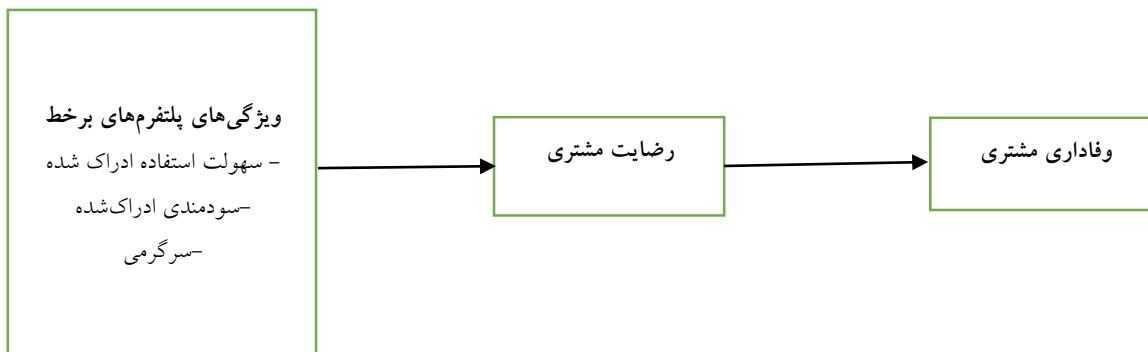 ویژگی‌های پلتفرم‌های برخط
– سهولت استفاده ادراک شده
–سودمندی ادراک‌شده
–سرگرمی
رضایت مشتری
وفاداری مشتری